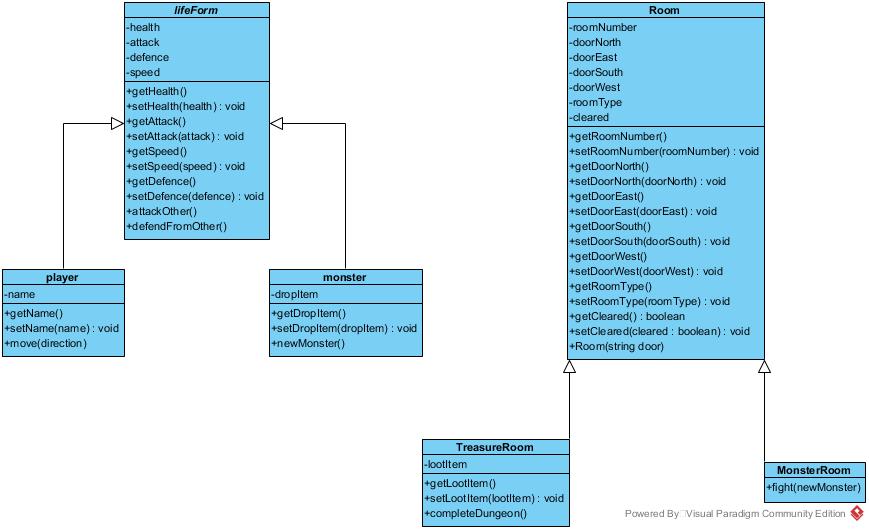 lifeForm
-health
-attack
-defence
-speed
+getHealth()
+setHealth(health) : void
+getAttack()
+setAttack(attack) : void
+getSpeed()
+setSpeed(speed) : void
+getDefence()
+setDefence(defence) : void
+attackOther()
+defendFromOther()
player
-name
+getName()
+setName(name) : void
+move(direction)
monster
-dropItem
+getDropItem()
+setDropItem(dropItem) : void
+newMonster()
Room
-roomNumber
-doorNorth
-doorEast
-doorSouth
-doorWest
-roomType
-cleared
+getRoomNumber()
+setRoomNumber(roomNumber) : void
+getDoorNorth()
+setDoorNorth(doorNorth) : void
+getDoorEast()
+setDoorEast(doorEast) : void
+getDoorSouth()
+setDoorSouth(doorSouth) : void
+getDoorWest()
+setDoorWest(doorWest) : void
+getRoomType()
+setRoomType(roomType) : void
+getCleared() : boolean
+setCleared(cleared : boolean) : void
+Room(string door)
TreasureRoom
-lootItem
+getLootItem()
+setLootItem(lootItem) : void
+completeDungeon()
MonsterRoom
+fight(newMonster)
Powered By Visual Paradigm Community Edition